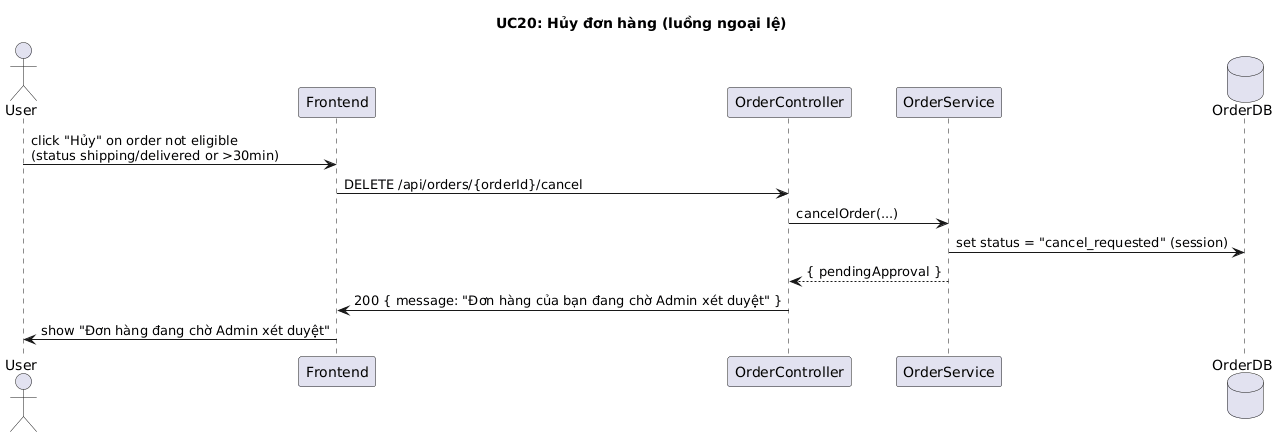 UC20: Hủy đơn hàng (luồng ngoại lệ)
User
Frontend
OrderController
OrderService
OrderDB
click "Hủy" on order not eligible
(status shipping/delivered or >30min)
DELETE /api/orders/{orderId}/cancel
cancelOrder(...)
set status = "cancel_requested" (session)
{ pendingApproval }
200 { message: "Đơn hàng của bạn đang chờ Admin xét duyệt" }
show "Đơn hàng đang chờ Admin xét duyệt"
User
Frontend
OrderController
OrderService
OrderDB